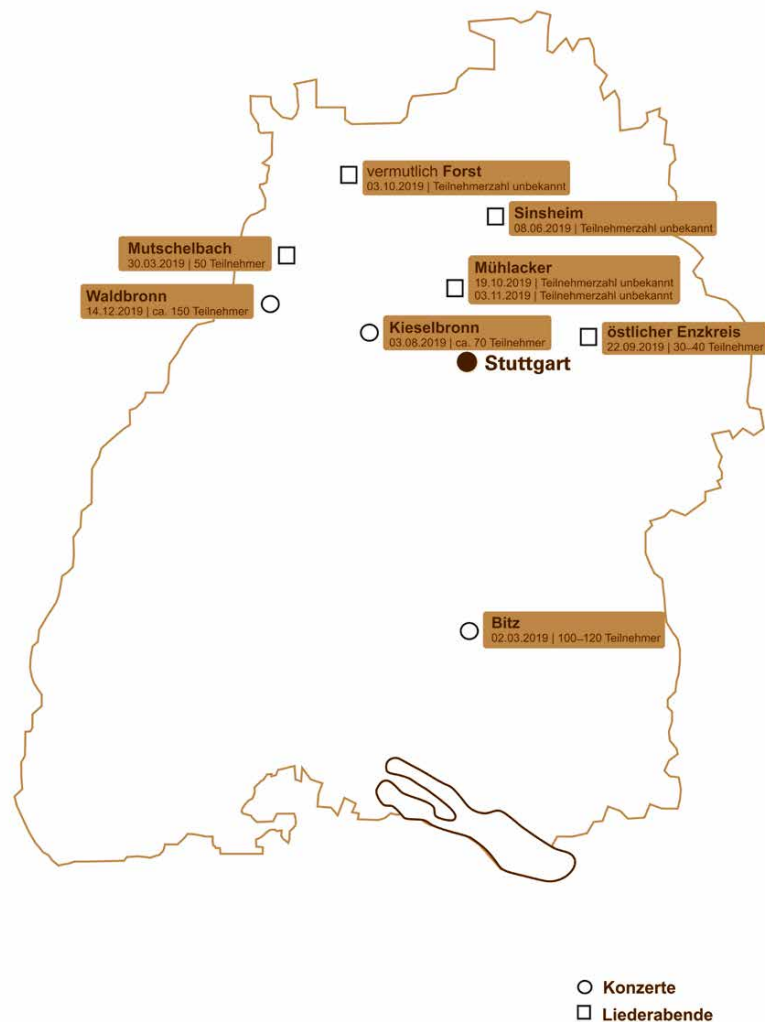 vermutlich Forst
03.10.2019 | Teilnehmerzahl unbekannt
Sinsheim
08.06.2019 | Teilnehmerzahl unbekannt
Mutschelbach
30.03.2019 | 50 Teilnehmer
Mühlacker
19.10.2019 | Teilnehmerzahl unbekannt
03.11.2019 | Teilnehmerzahl unbekannt
Waldbronn
14.12.2019 | ca. 150 Teilnehmer
Kieselbronn
03.08.2019 | ca. 70 Teilnehmer
östlicher Enzkreis
22.09.2019 | 30–40 Teilnehmer
Stuttgart
Bitz
02.03.2019 | 100–120 Teilnehmer
Konzerte
Liederabende